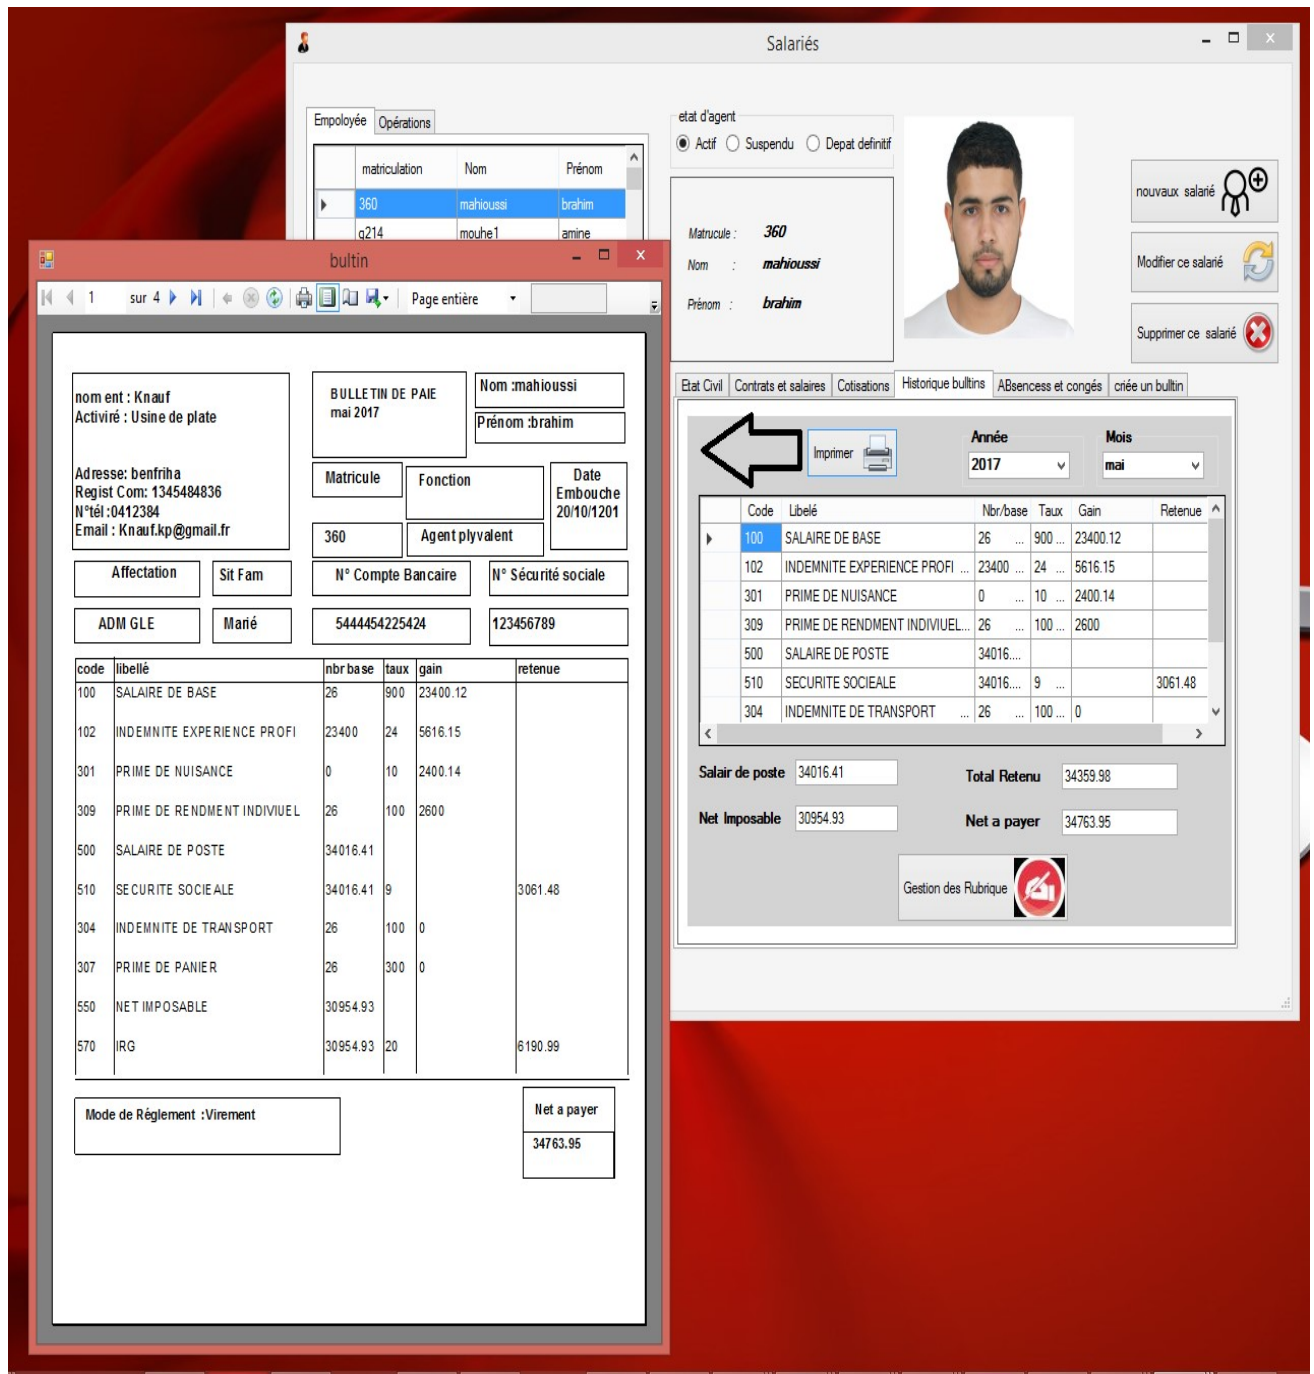 Salariés
Empoloyée Opérations
matriculation Nom Prénom
360 mahioussi brahim
g214 mouhe1 amine
etat d'agent
Actif Suspendu Depat definitif
Matrucule : 360
Nom : mahioussi
Prénom : brahim
nouvaux salarié
Modifier ce salarié
Supprimer ce salarié
Etat Civil Contrats et salaires Cotisations Historique bulltins ABsencess et congés criée un bulltin
Imprimer
Année
2017
Mois
mai
Code Libelé Nbr/base Taux Gain Retenue
100 SALAIRE DE BASE 26 ... 900 ... 23400.12
102 INDEMNITE EXPERIENCE PROFI ... 23400 ... 24 ... 5616.15
301 PRIME DE NUISANCE 0 ... 10 ... 2400.14
309 PRIME DE RENDMENT INDIVIUEL... 26 ... 100 ... 2600
500 SALAIRE DE POSTE 34016....
510 SECURITE SOCIEALE 34016.... 9 ... 3061.48
304 INDEMNITE DE TRANSPORT ... 26 ... 100 ... 0
Salair de poste 34016.41
Total Retenu 34359.98
Net Imposable 30954.93
Net a payer 34763.95
Gestion des Rubrique
bultin
1 sur 4 Page entière
nom ent : Knauf
Activiré : Usine de plate
Adresse: benfriha
Regist Com: 1345484836
N°tél :0412384
Email : Knauf.kp@gmail.fr
BULLETIN DE PAIE
mai 2017
Nom :mahioussi
Prénom :brahim
Matricule
Fonction
Date
Embouche
20/10/1201
360
Agent plyvalent
Affectation
Sit Fam
N° Compte Bancaire
N° Sécurité sociale
ADM GLE
Marié
5444454225424
123456789
code libellé nbr base taux gain retenue
100 SALAIRE DE BASE 26 900 23400.12
102 INDEMNITE EXPERIENCE PROFI 23400 24 5616.15
301 PRIME DE NUISANCE 0 10 2400.14
309 PRIME DE RENDMENT INDIVIUEL 26 100 2600
500 SALAIRE DE POSTE 34016.41
510 SECURITE SOCIEALE 34016.41 9 3061.48
304 INDEMNITE DE TRANSPORT 26 100 0
307 PRIME DE PANIER 26 300 0
550 NET IMPOSABLE 30954.93
570 IRG 30954.93 20 6190.99
Mode de Réglement :Virement
Net a payer
34763.95